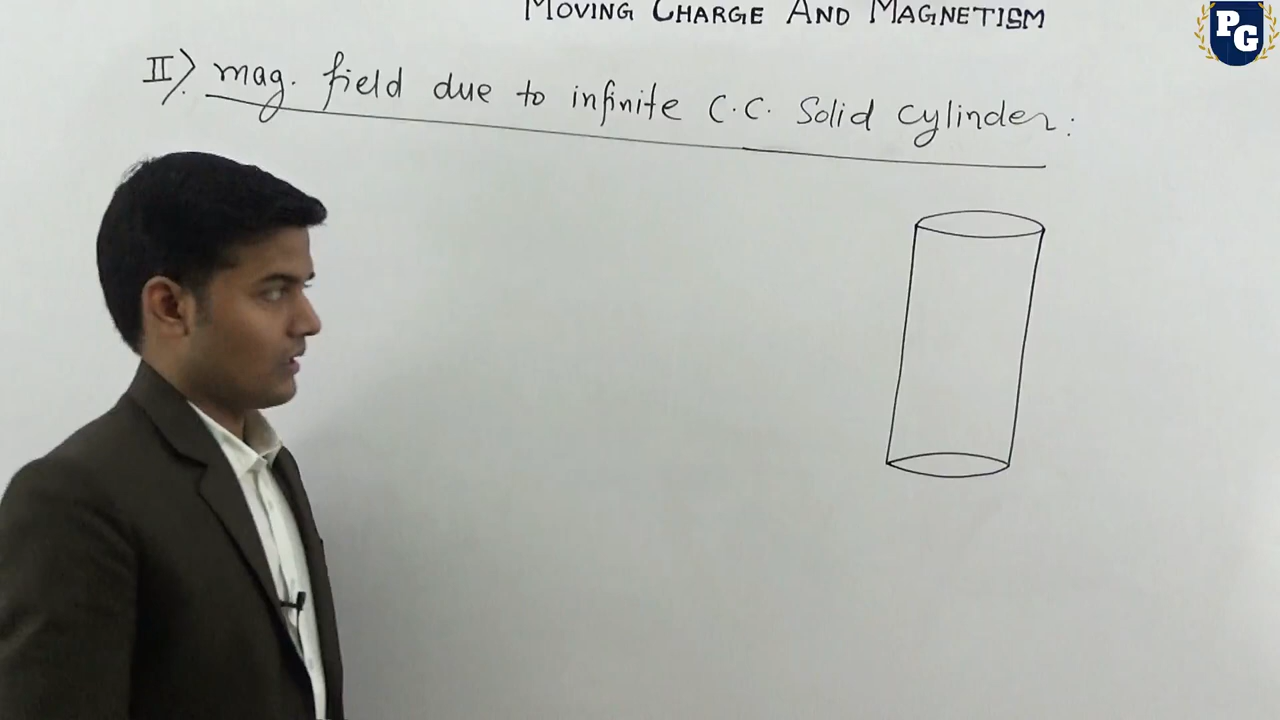 MOVING CHARGE AND MAGNETISM
PG
II). mag. field due to infinite C.C. Solid cylinder: